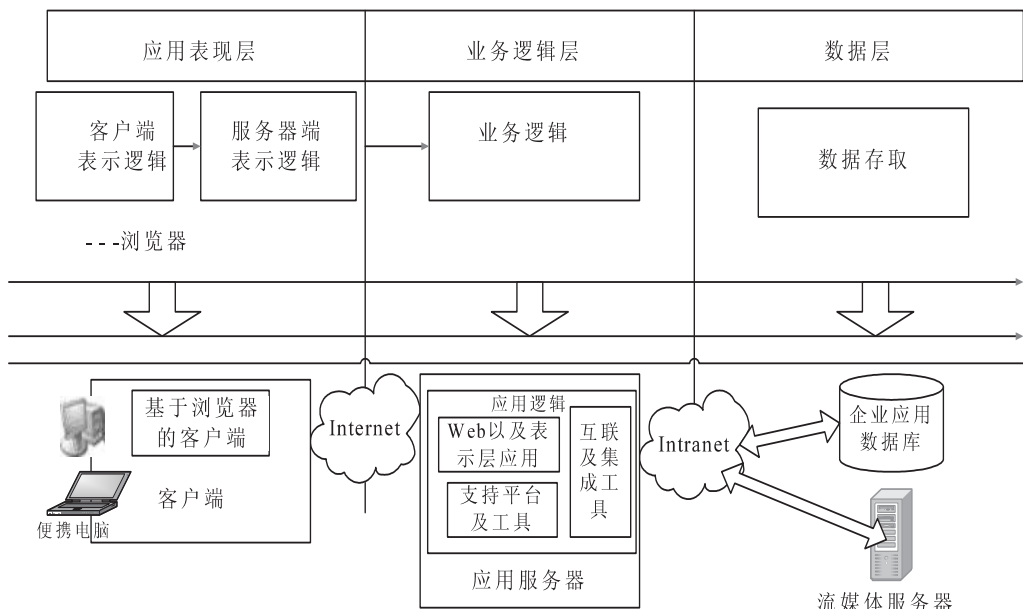 应用表现层
业务逻辑层
数据层
客户端
表示逻辑
服务器端
表示逻辑
业务逻辑
数据存取
---浏览器
基于浏览器
的客户端
客户端
便携电脑
Internet
应用逻辑
Web以及表
示层应用
支持平台
及工具
互联
及集
成工
具
应用服务器
Intranet
企业应用
数据库
流媒体服务器